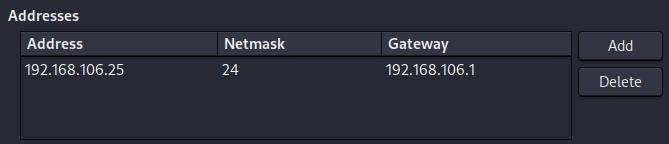 Addresses
Address Netmask Gateway Add
192.168.106.25 24 192.168.106.1
Delete